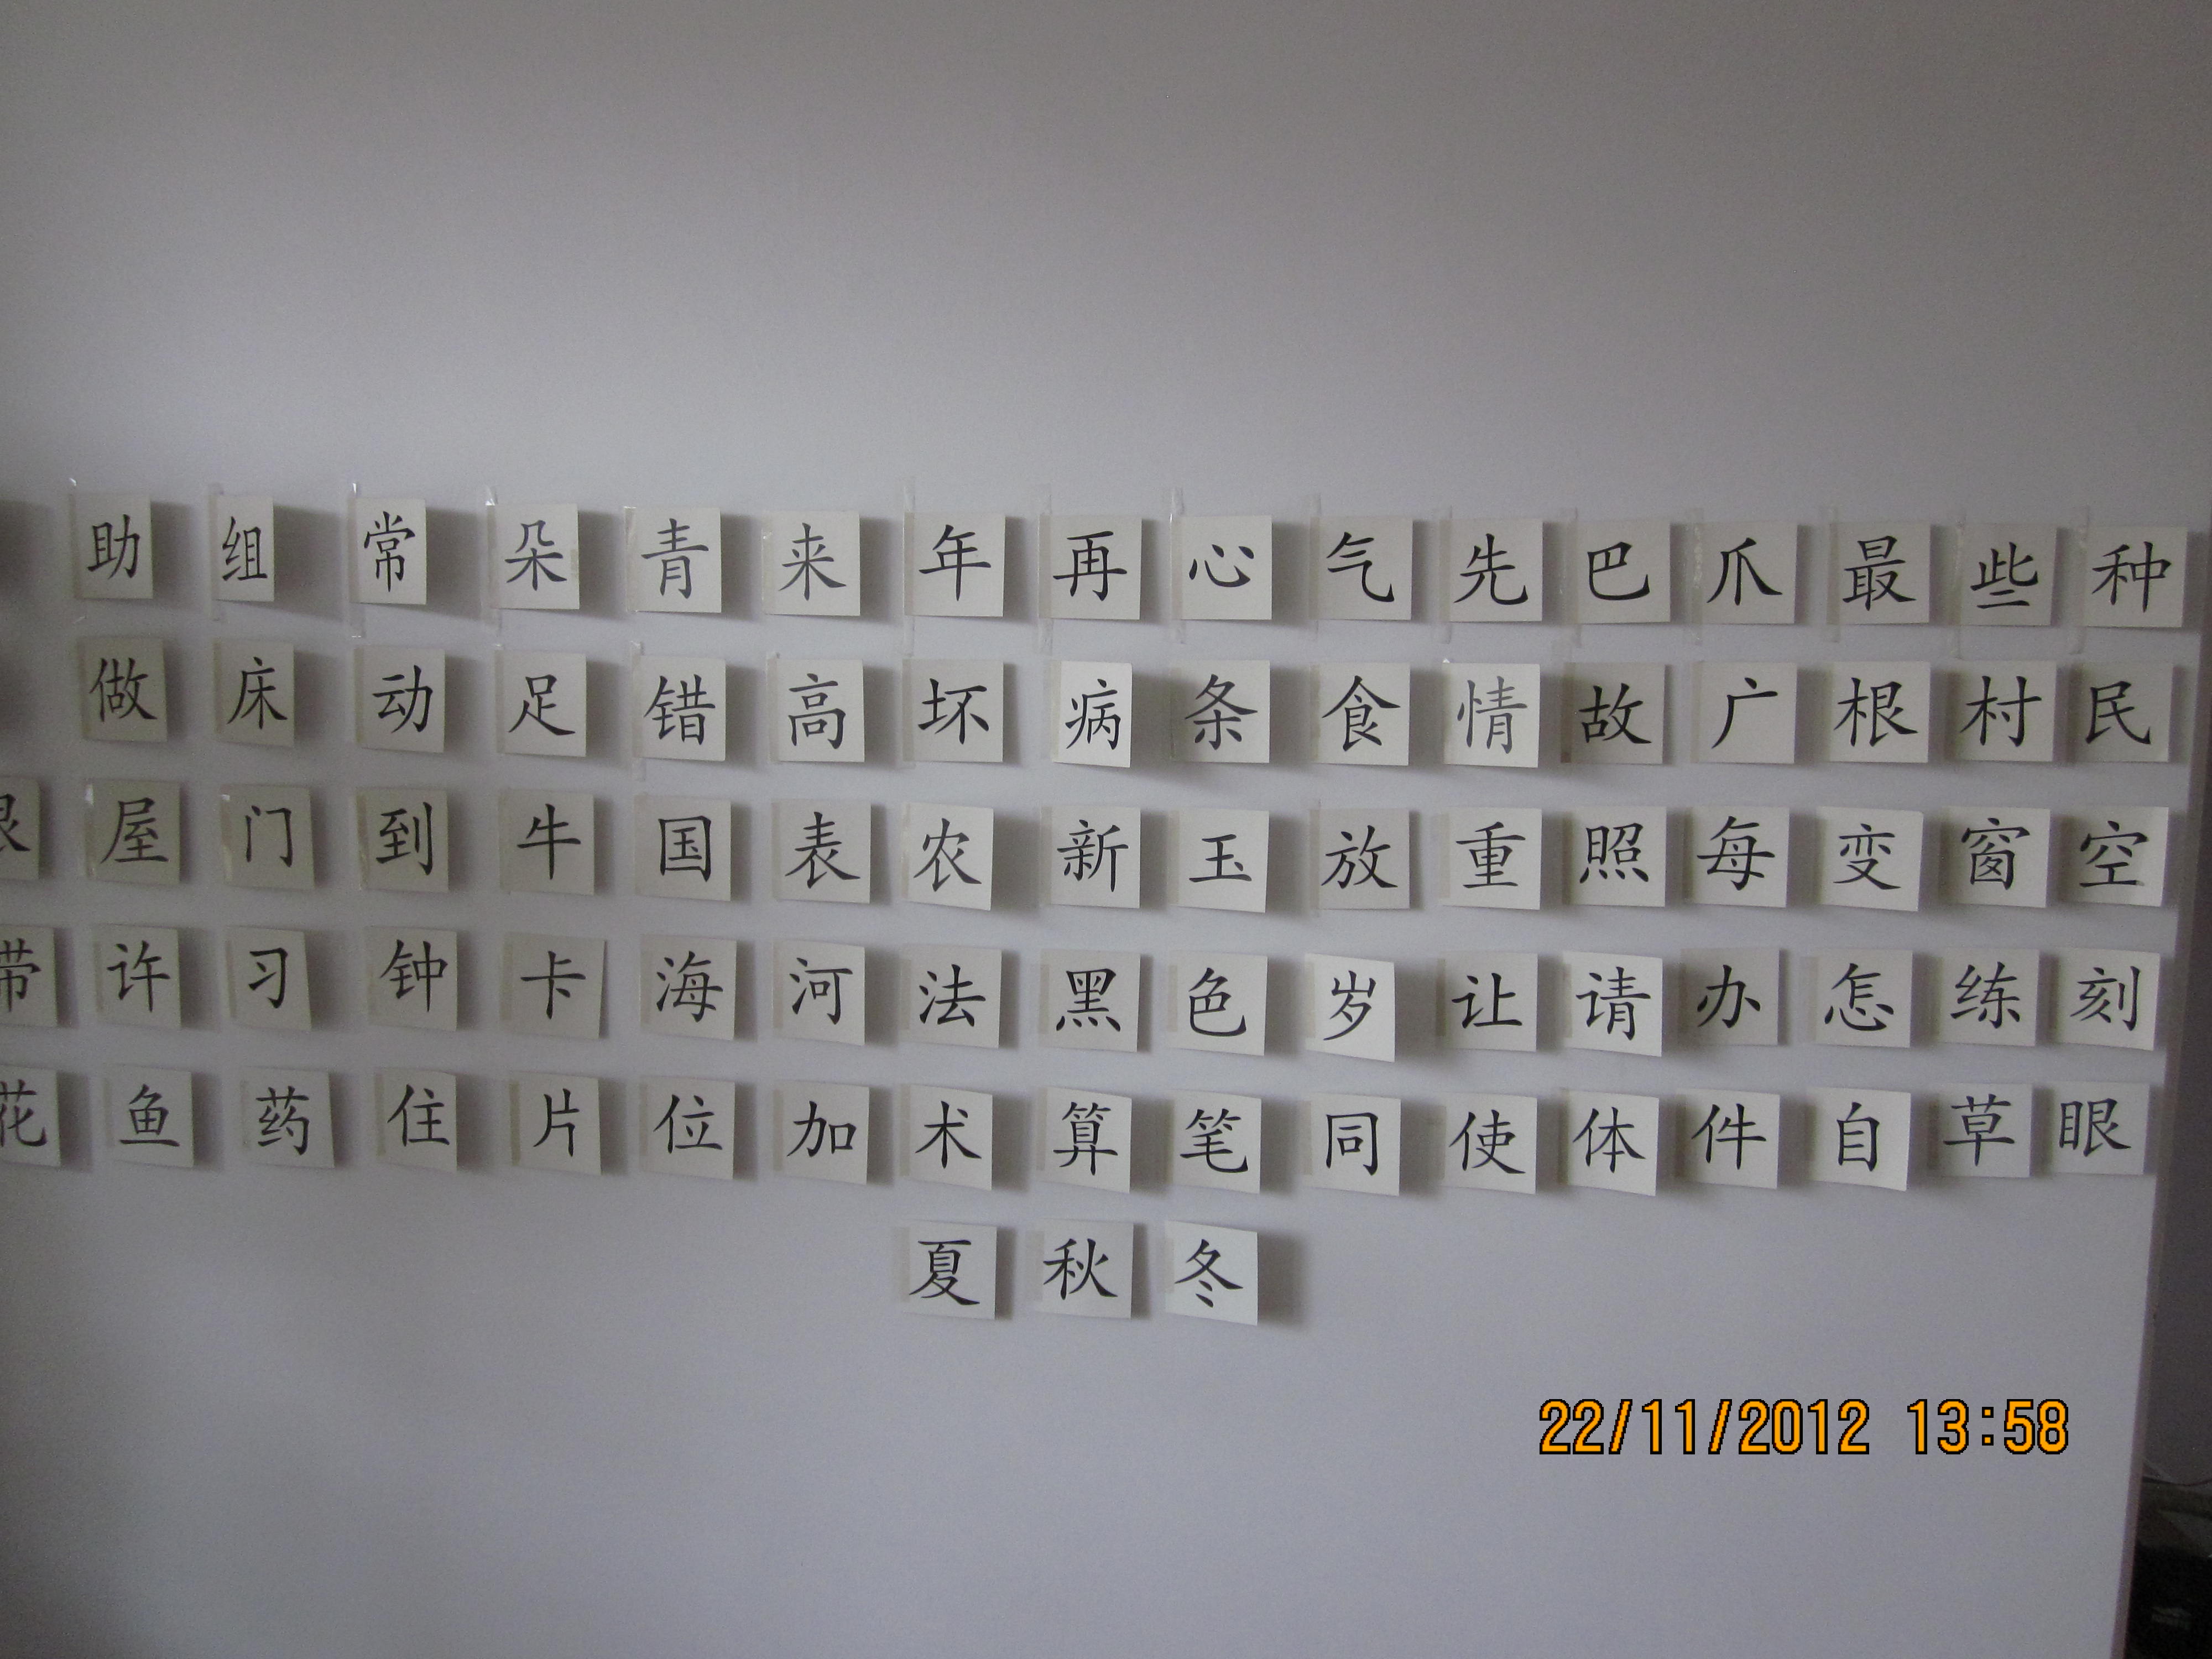 助 组 常 朵 青 来 年 再 心 气 先 巴 爪 最 些 种
做 床 动 足 错 高 坏 病 条 食 情 故 广 根 村 民
屋 门 到 牛 国 表 农 新 玉 放 重 照 每 变 窗 空
带 许 习 钟 卡 海 河 法 黑 色 岁 让 请 办 怎 练 刻
花 鱼 药 住 片 位 加 术 算 笔 同 使 体 件 自 草 眼
夏 秋 冬
22/11/2012 13:58